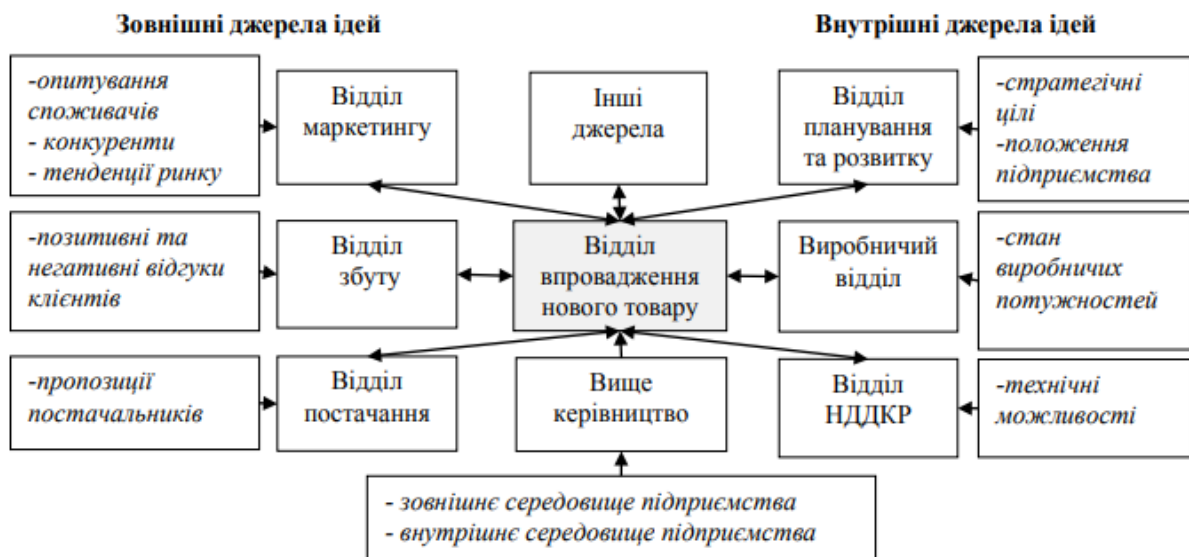 Зовнішні джерела ідей
Внутрішні джерела ідей
-опитування
споживачів
- конкуренти
- тенденції ринку
Відділ
маркетингу
Інші
джерела
Відділ
планування
та розвитку
-стратегічні
цілі
-положення
підприємства
-позитивні та
негативні відгуки
клієнтів
Відділ
збуту
Відділ
впровадження
нового товару
Виробничий
відділ
-стан
виробничих
потужностей
-пропозиції
постачальників
Відділ
постачання
Вище
керівництво
Відділ
НДДКР
-технічні
можливості
- зовнішнє середовище підприємства
- внутрішнє середовище підприємства